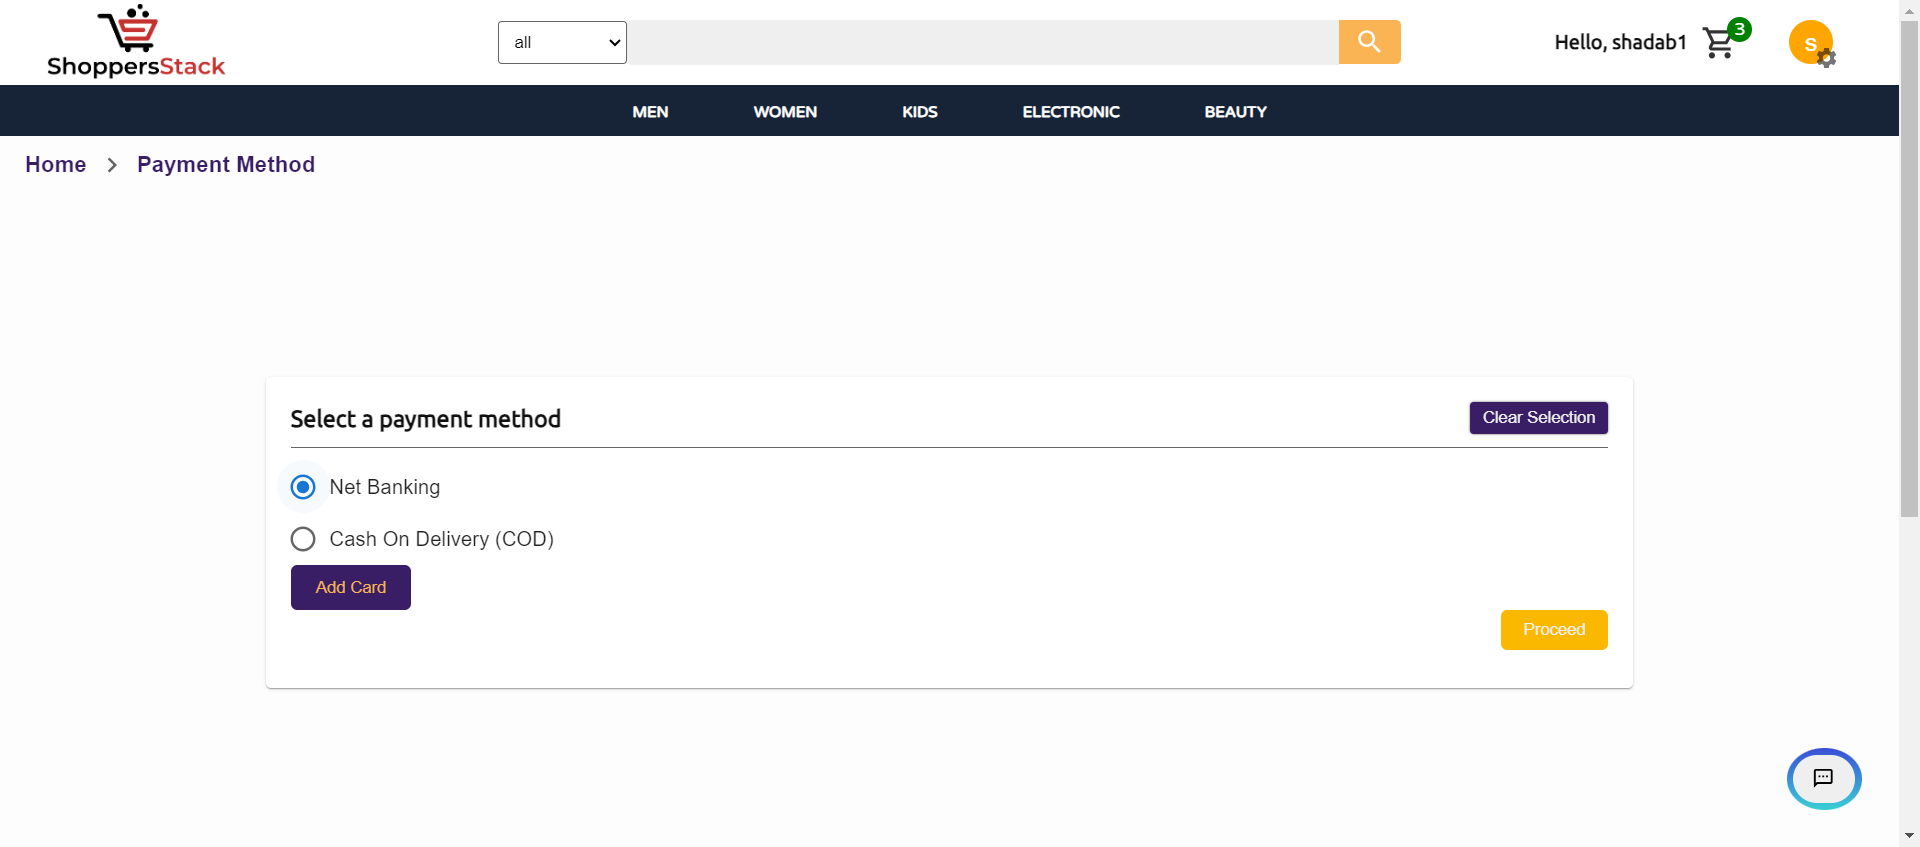 ShoppersStack
all
Hello, shadab1
3
S
MEN WOMEN KIDS ELECTRONIC BEAUTY
Home > Payment Method
Select a payment method
Clear Selection
Net Banking
Cash On Delivery (COD)
Add Card
Proceed